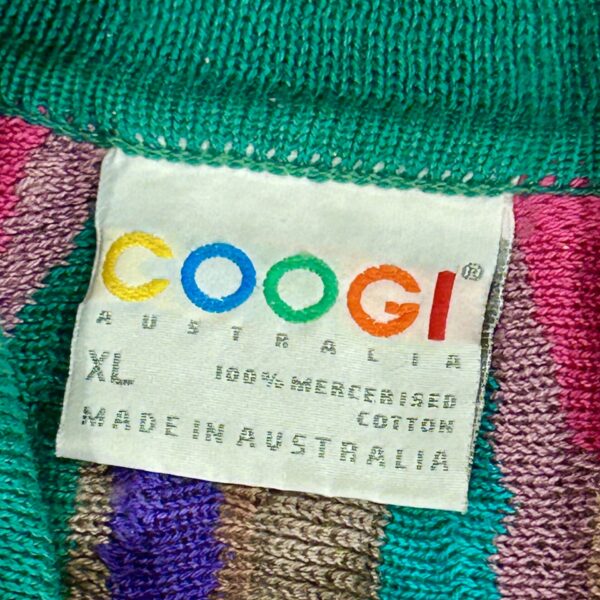 COOGI®
AUSTRALIA
XL 100% MERCERISED
COTTON
MADE IN AUSTRALIA